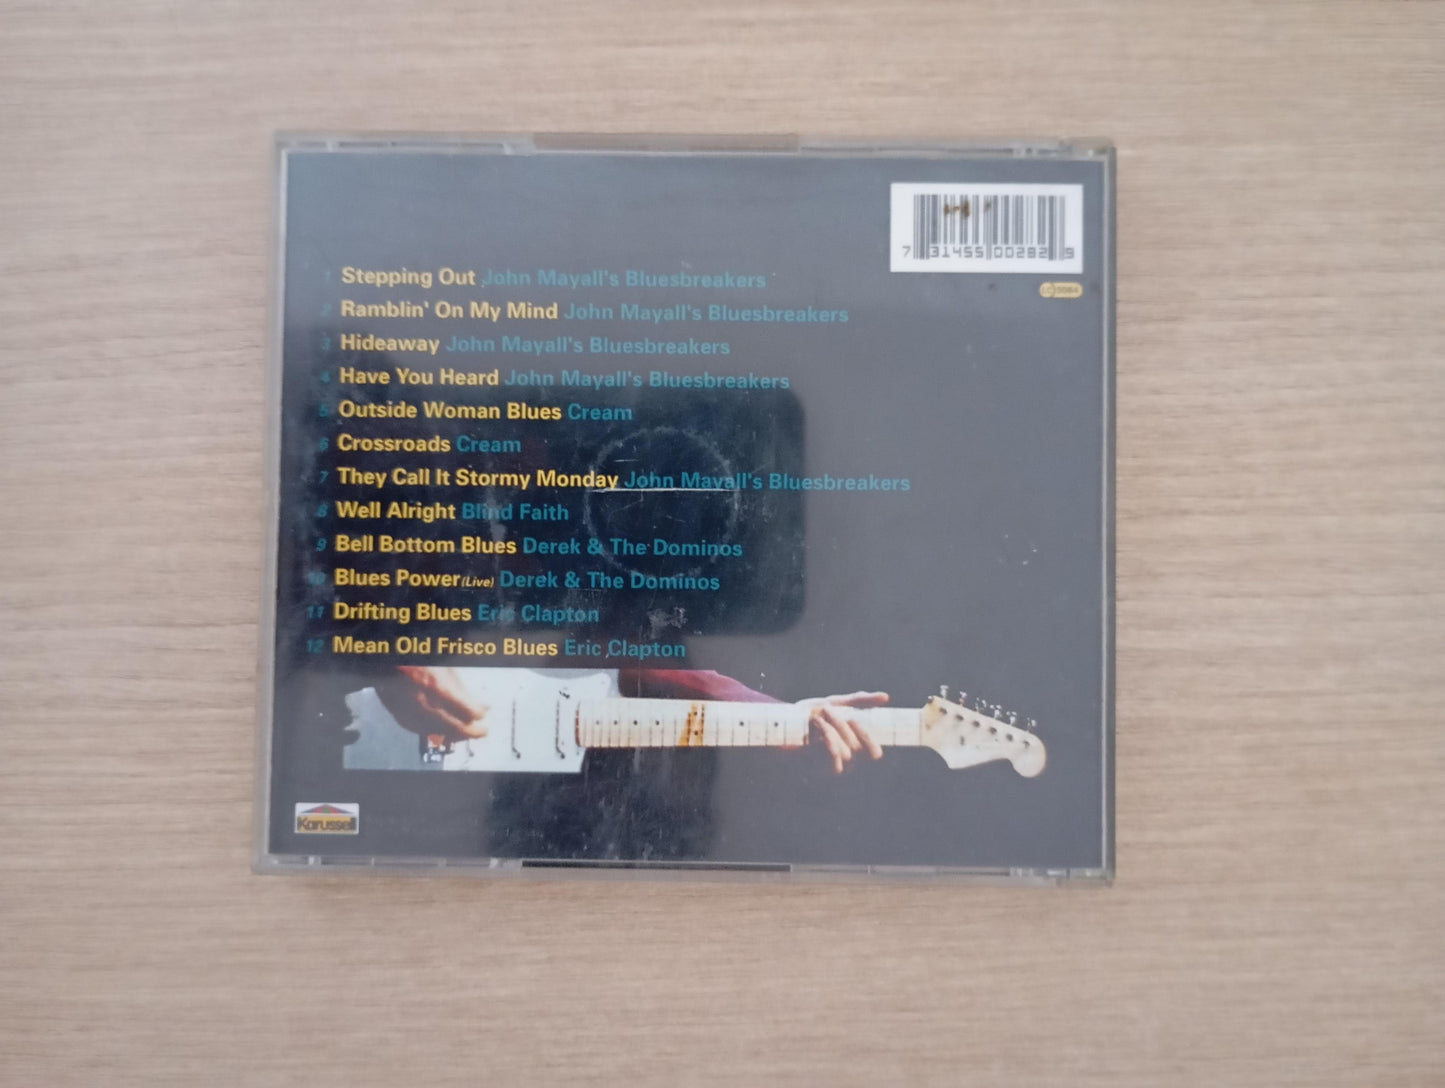 7 31455 00282 9
LC 5064
1 Stepping Out John Mayall's Bluesbreakers
2 Ramblin' On My Mind John Mayall's Bluesbreakers
3 Hideaway John Mayall's Bluesbreakers
4 Have You Heard John Mayall's Bluesbreakers
5 Outside Woman Blues Cream
6 Crossroads Cream
7 They Call It Stormy Monday John Mayall's Bluesbreakers
8 Well Alright Blind Faith
9 Bell Bottom Blues Derek & The Dominos
10 Blues Power (Live) Derek & The Dominos
11 Drifting Blues Eric Clapton
12 Mean Old Frisco Blues Eric Clapton
Karussell